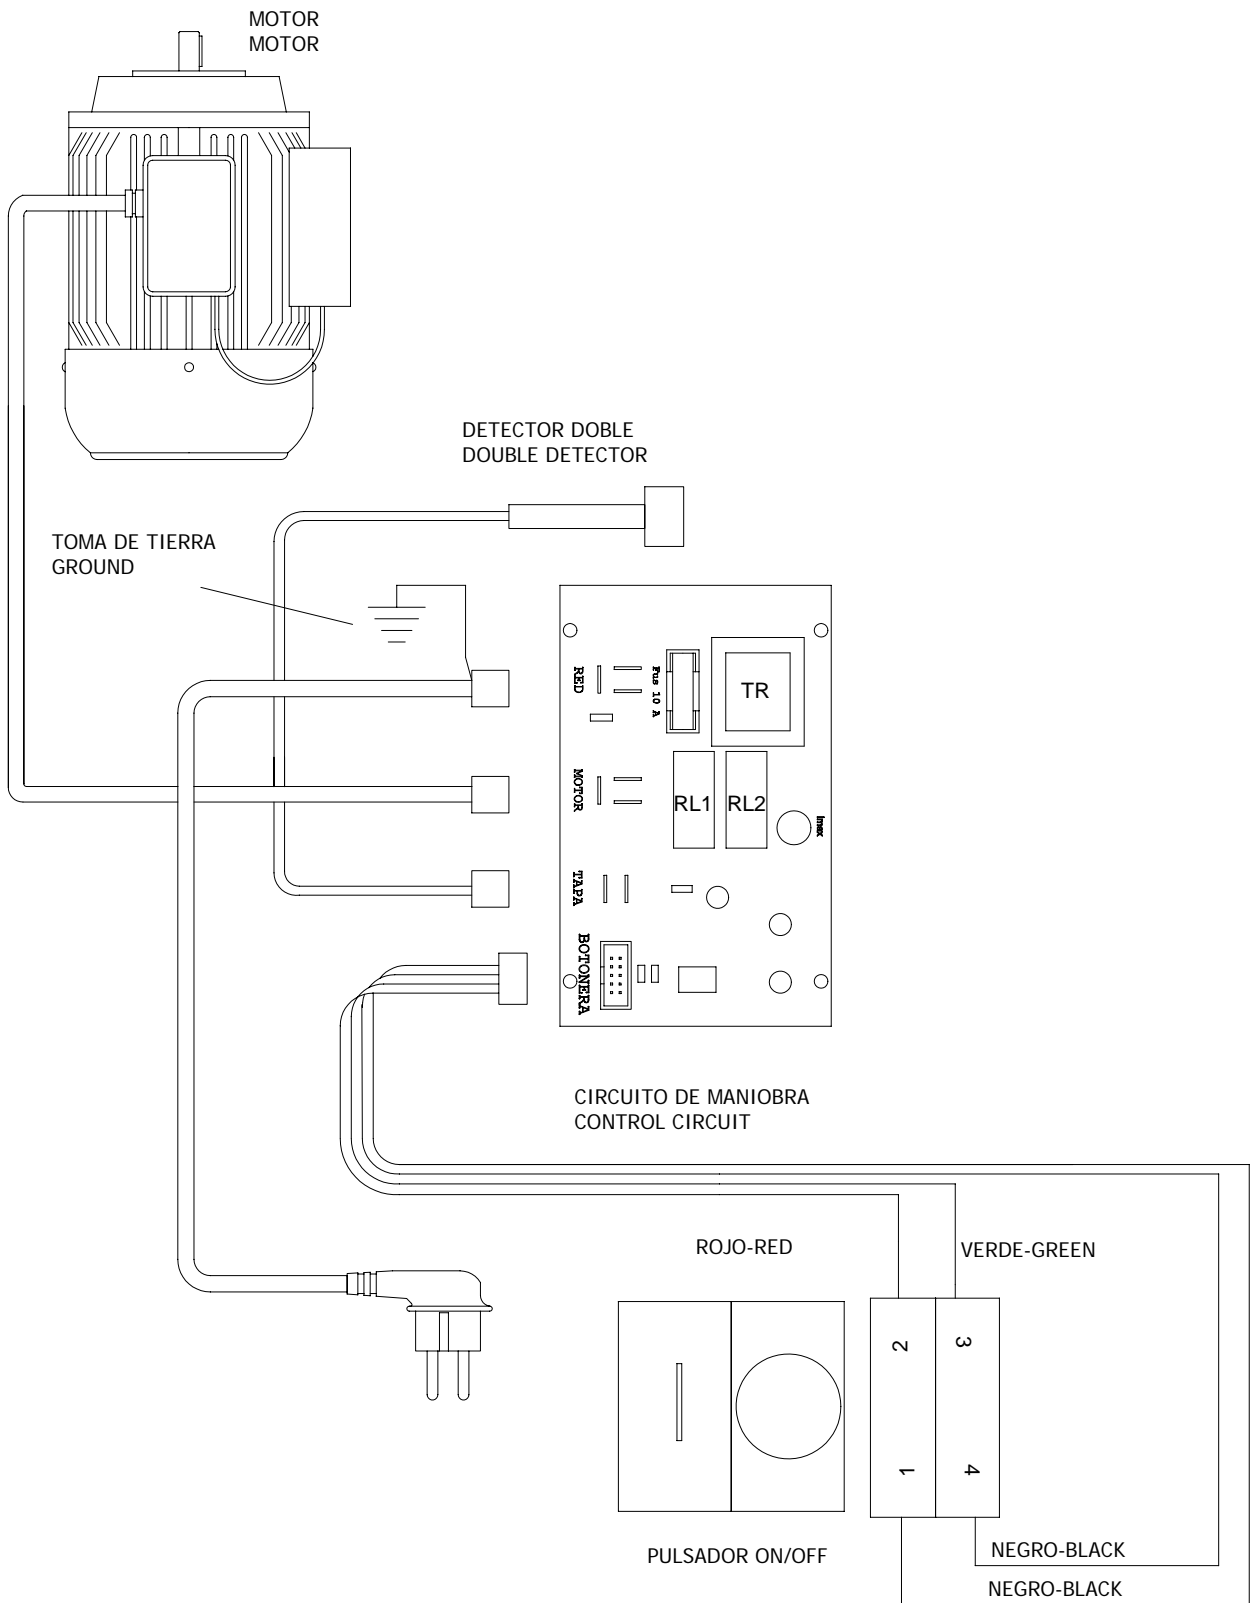 MOTOR
MOTOR
DETECTOR DOBLE
DOUBLE DETECTOR
TOMA DE TIERRA
GROUND
RED
Fus 10 A
TR
MOTOR
RL1
RL2
Imax
TAPA
BOTONERA
CIRCUITO DE MANIOBRA
CONTROL CIRCUIT
ROJO-RED
VERDE-GREEN
2
3
1
4
PULSADOR ON/OFF
NEGRO-BLACK
NEGRO-BLACK